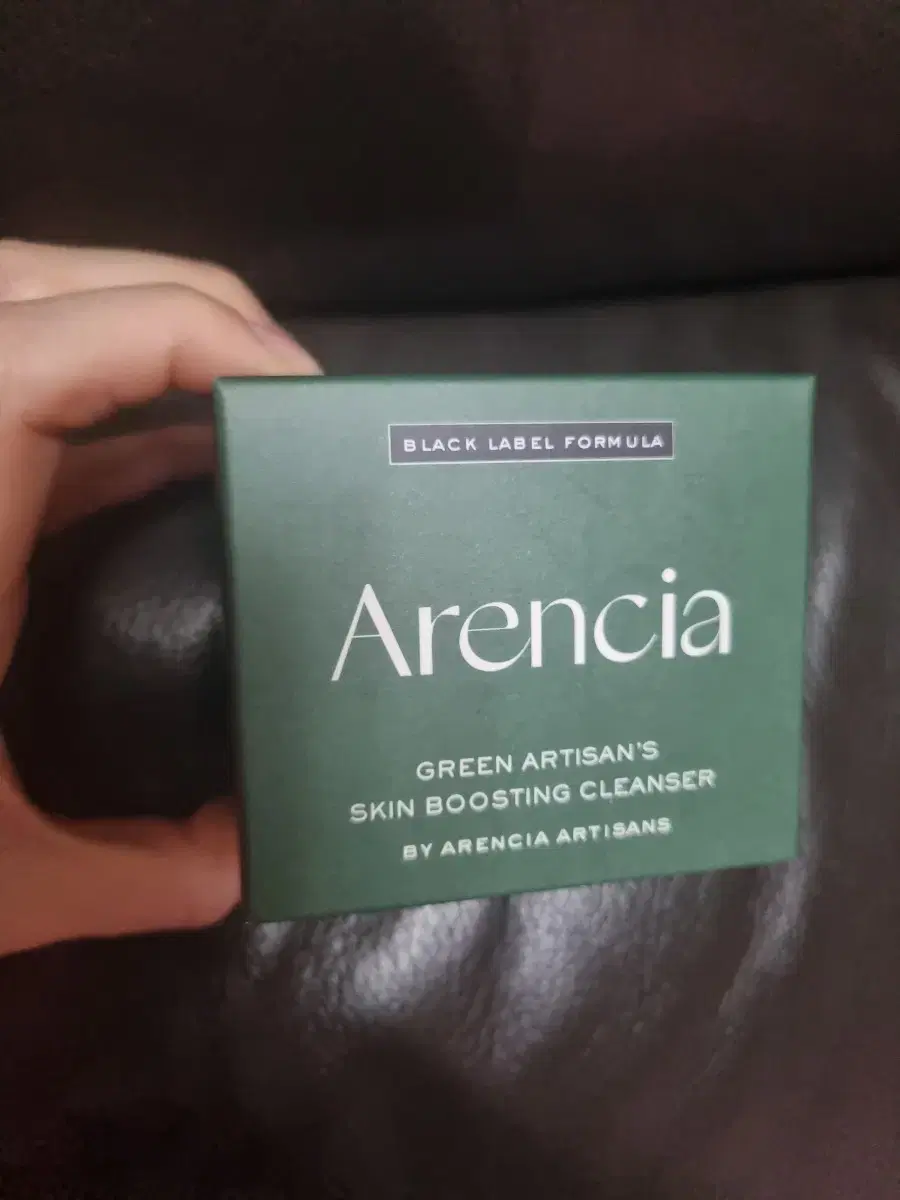 BLACK LABEL FORMULA
Arencia
GREEN ARTISAN'S
SKIN BOOSTING CLEANSER
BY ARENCIA ARTISANS